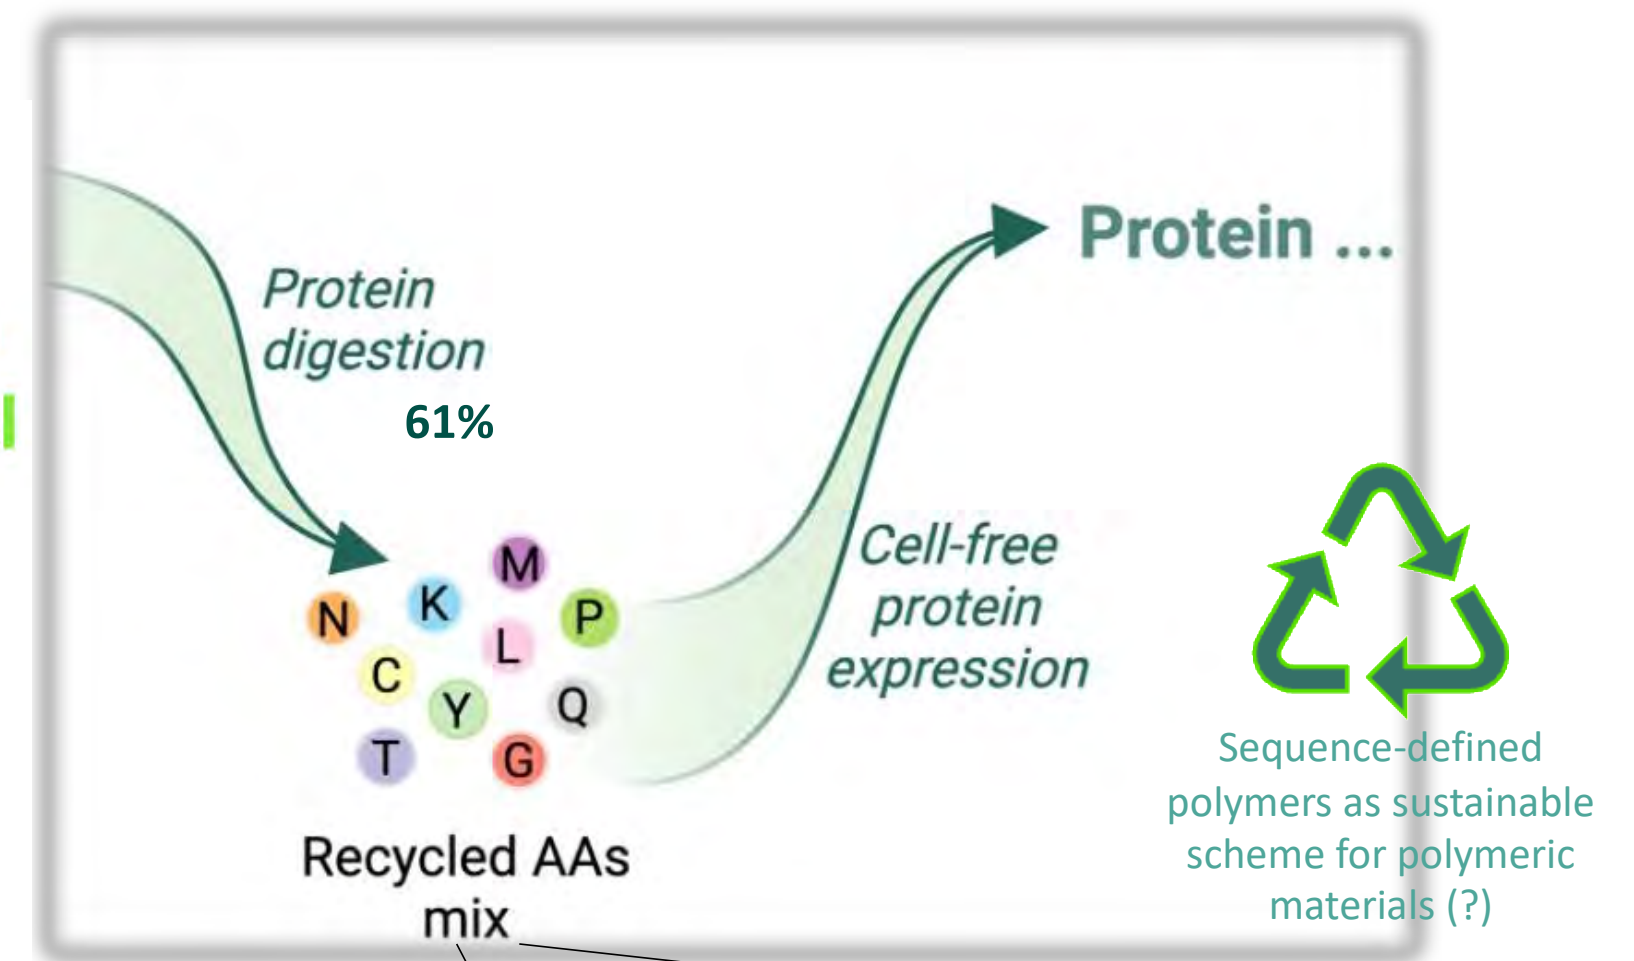 Protein
digestion
61%
Protein ...
M
K
N
P
L
C
Y
Q
T
G
Cell-free
protein
expression
Recycled AAs
mix
Sequence-defined
polymers as sustainable
scheme for polymeric
materials (?)